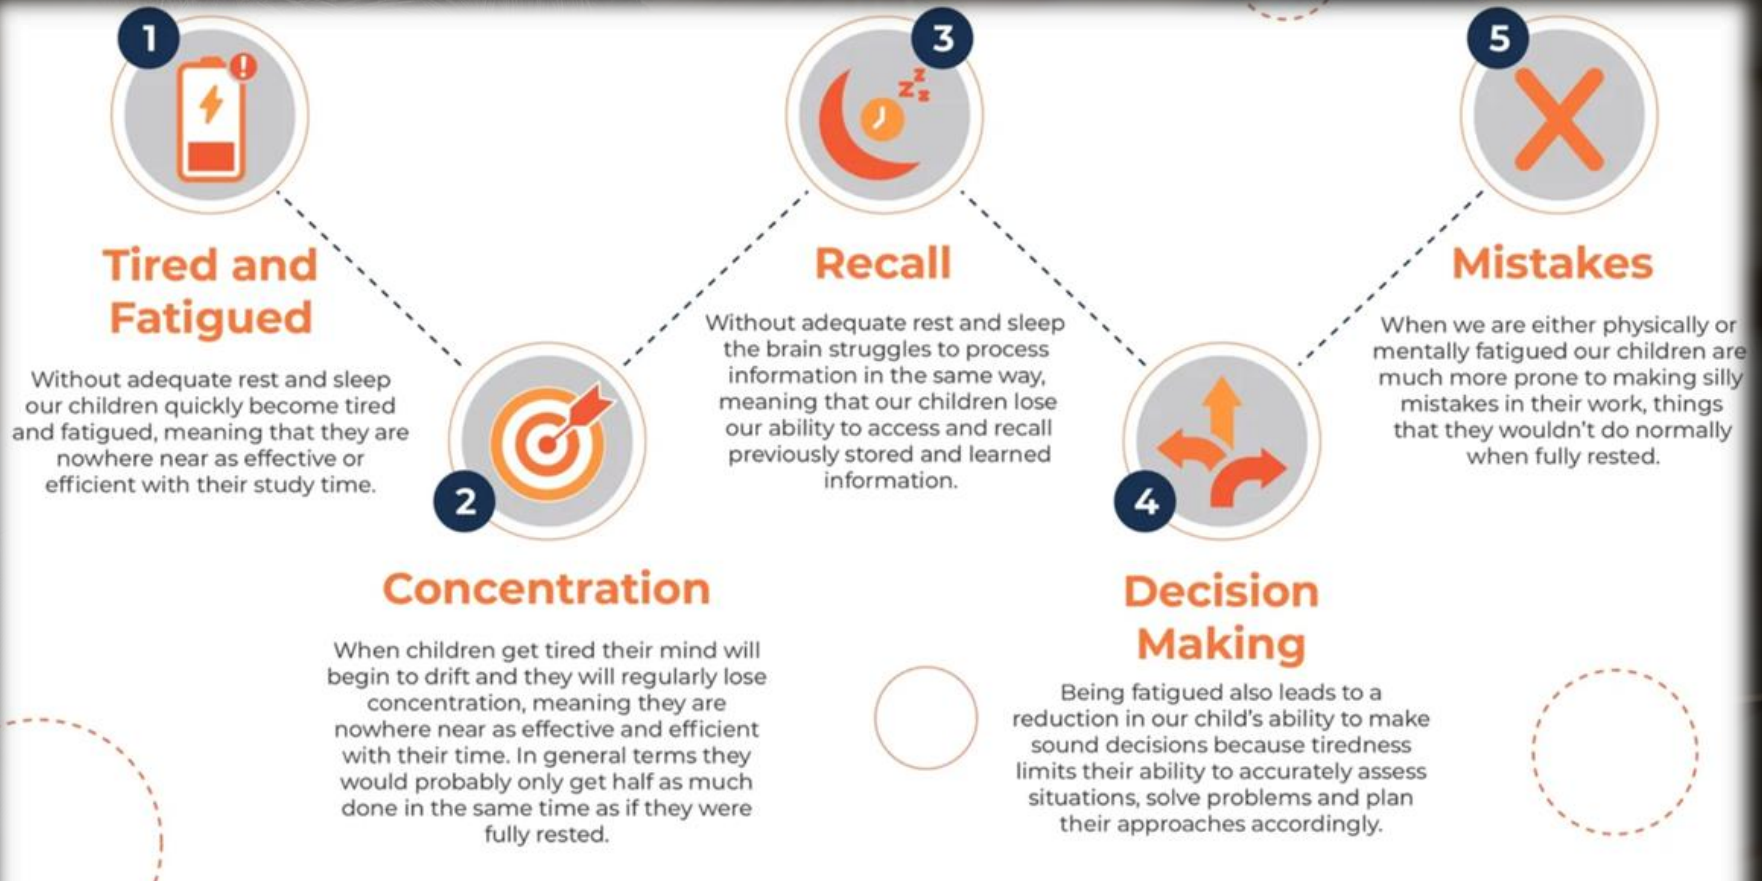 1
Tired and
Fatigued
Without adequate rest and sleep
our children quickly become tired
and fatigued, meaning that they are
nowhere near as effective or
efficient with their study time.
2
Concentration
When children get tired their mind will
begin to drift and they will regularly lose
concentration, meaning they are
nowhere near as effective and efficient
with their time. In general terms they
would probably only get half as much
done in the same time as if they were
fully rested.
3
zzz
Recall
Without adequate rest and sleep
the brain struggles to process
information in the same way,
meaning that our children lose
our ability to access and recall
previously stored and learned
information.
4
Decision
Making
Being fatigued also leads to a
reduction in our child's ability to make
sound decisions because tiredness
limits their ability to accurately assess
situations, solve problems and plan
their approaches accordingly.
5
Mistakes
When we are either physically or
mentally fatigued our children are
much more prone to making silly
mistakes in their work, things
that they wouldn't do normally
when fully rested.